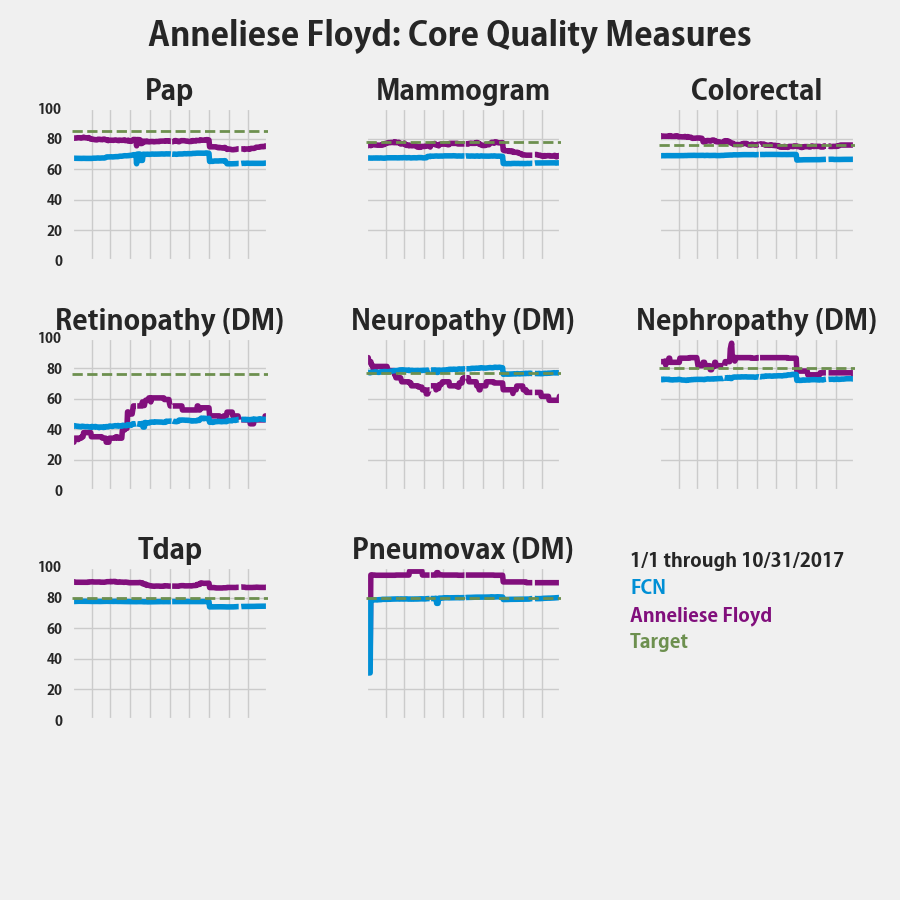 Anneliese Floyd: Core Quality Measures
Pap
Mammogram
Colorectal
100
80
60
40
20
0
Retinopathy (DM)
Neuropathy (DM)
Nephropathy (DM)
100
80
60
40
20
0
Tdap
Pneumovax (DM)
100
80
60
40
20
0
1/1 through 10/31/2017
FCN
Anneliese Floyd
Target